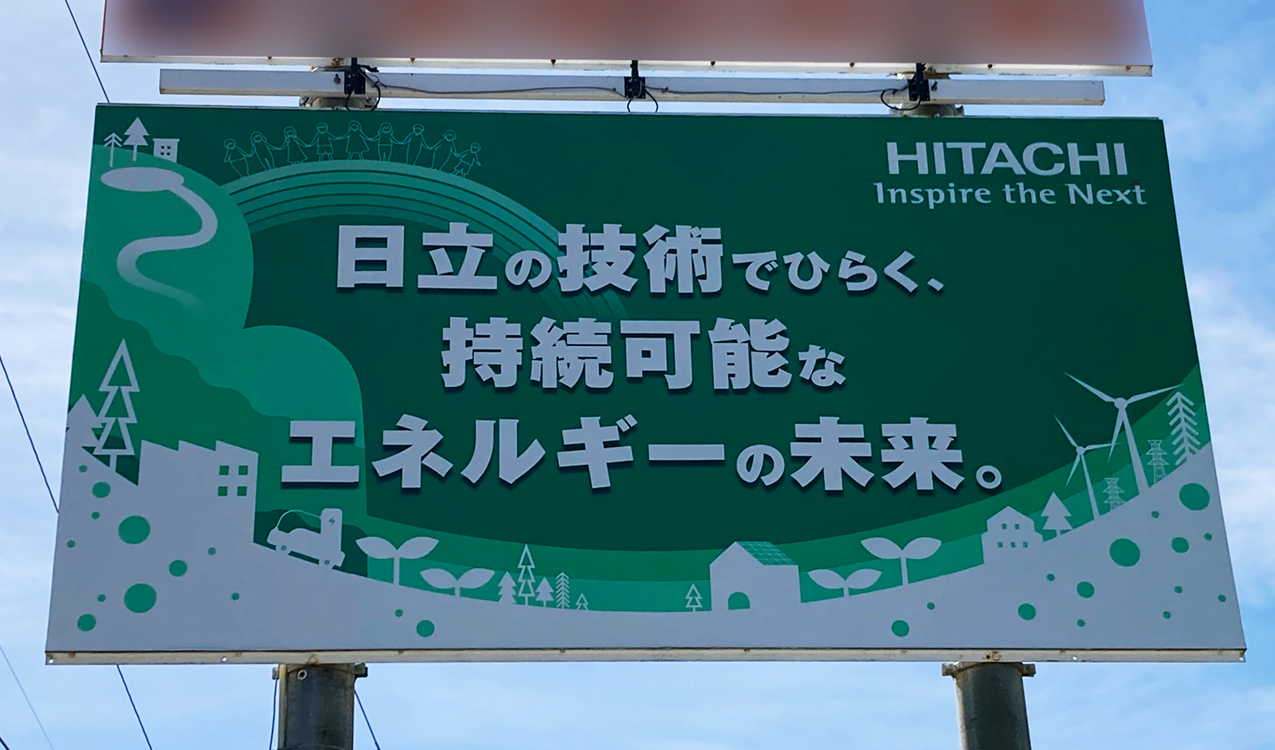 HITACHI
Inspire the Next
日立の技術でひらく、
持続可能な
エネルギーの未来。